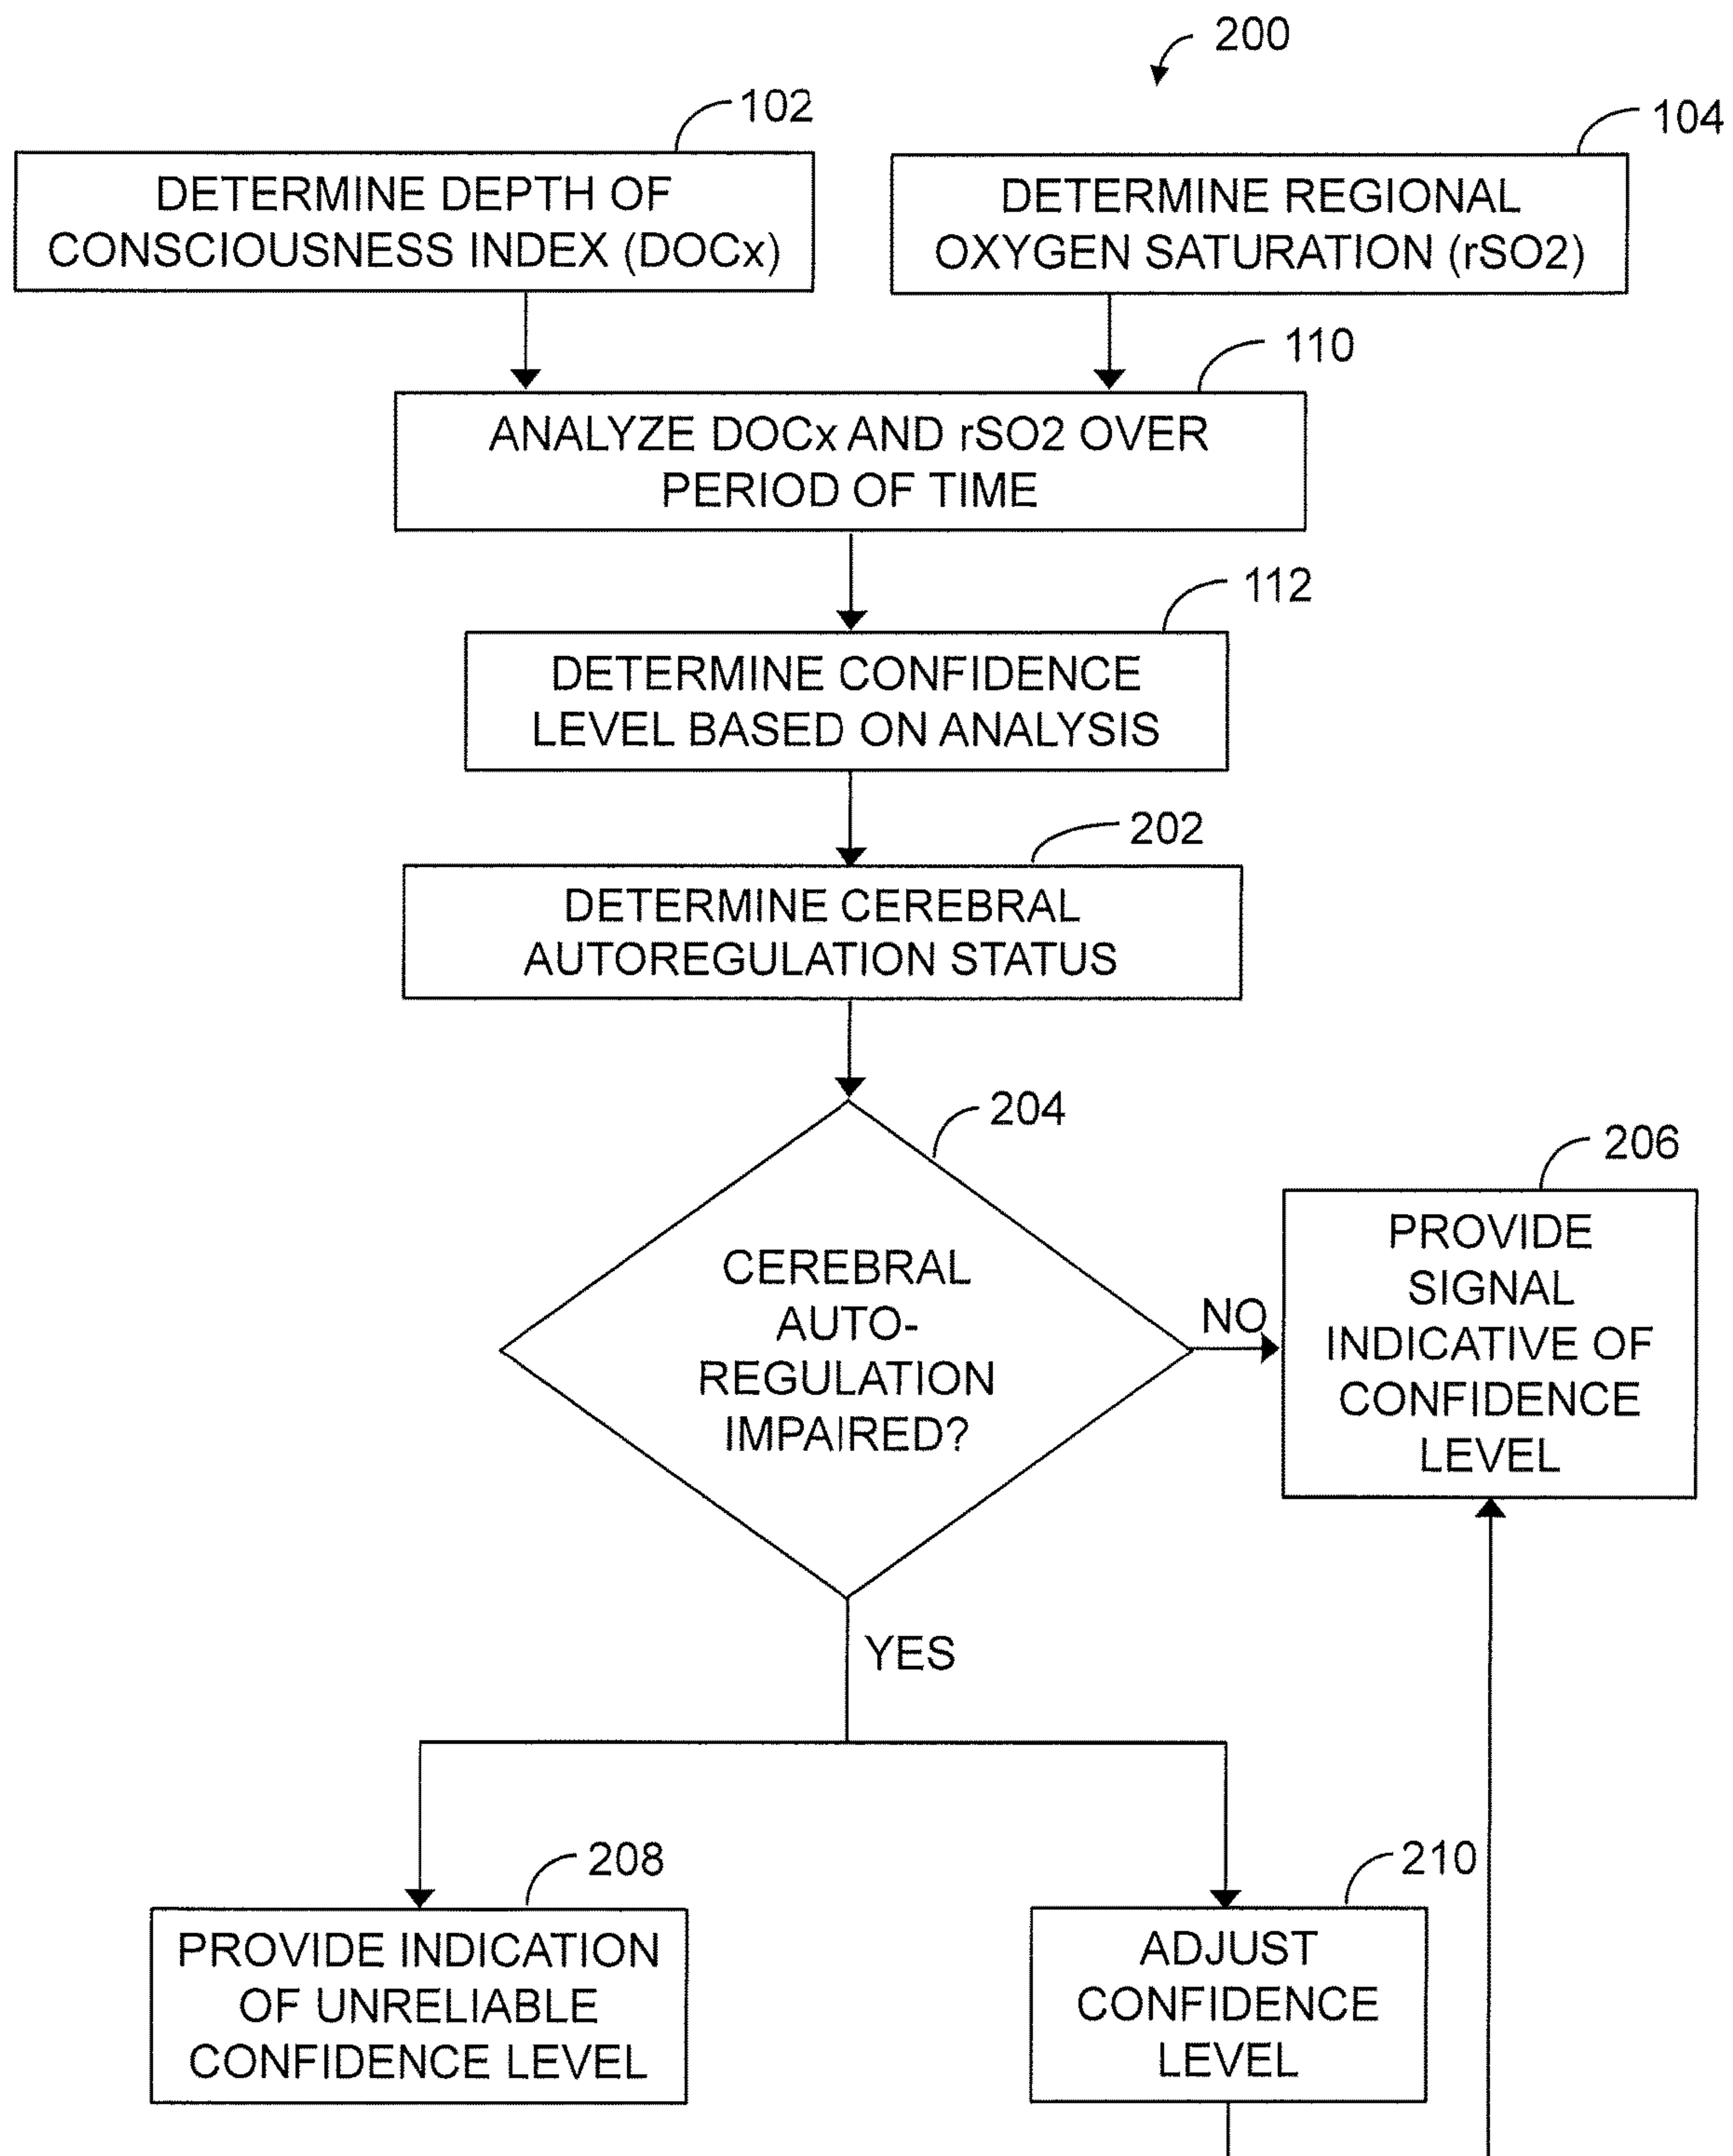 200
102
104
DETERMINE DEPTH OF
CONSCIOUSNESS INDEX (DOCx)
DETERMINE REGIONAL
OXYGEN SATURATION (rSO2)
110
ANALYZE DOCx AND rSO2 OVER
PERIOD OF TIME
112
DETERMINE CONFIDENCE
LEVEL BASED ON ANALYSIS
202
DETERMINE CEREBRAL
AUTOREGULATION STATUS
204
CEREBRAL
AUTO-
REGULATION
IMPAIRED?
NO
206
PROVIDE
SIGNAL
INDICATIVE OF
CONFIDENCE
LEVEL
YES
208
PROVIDE INDICATION
OF UNRELIABLE
CONFIDENCE LEVEL
210
ADJUST
CONFIDENCE
LEVEL